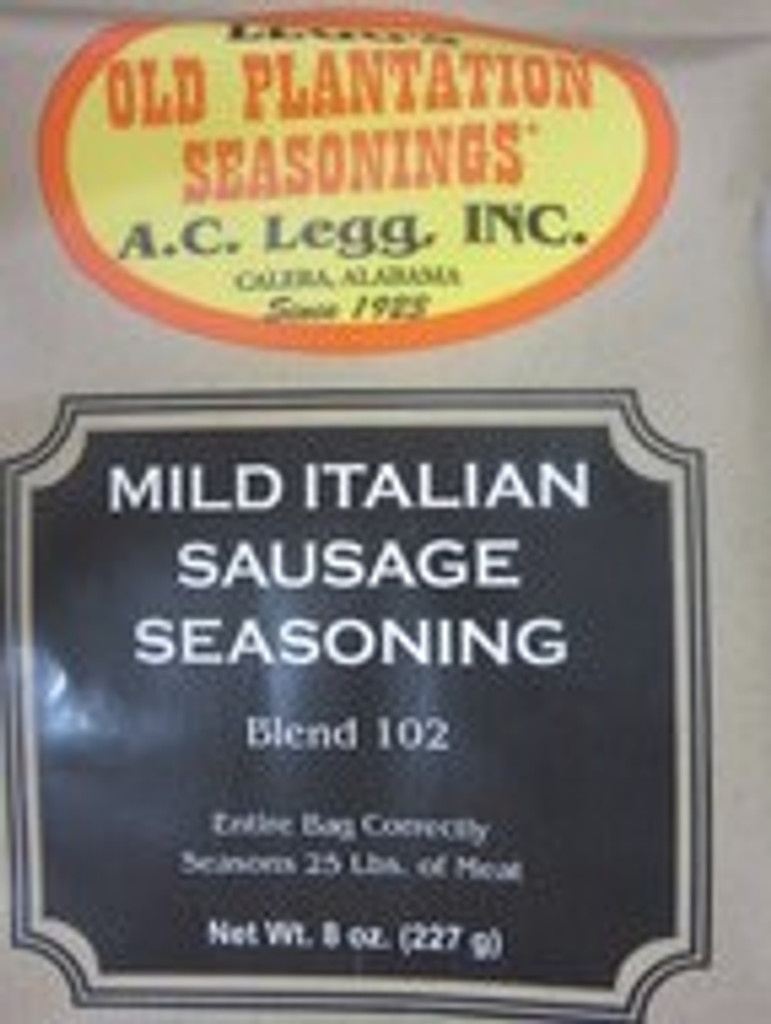 OLD PLANTATION
SEASONINGS
A.C. Legg, INC.
CALERA, ALABAMA
Since 1923
MILD ITALIAN
SAUSAGE
SEASONING
Blend 102
Entire Bag Correctly
Seasons 25 Lbs. of Meat
Net Wt. 8 oz. (227 g)